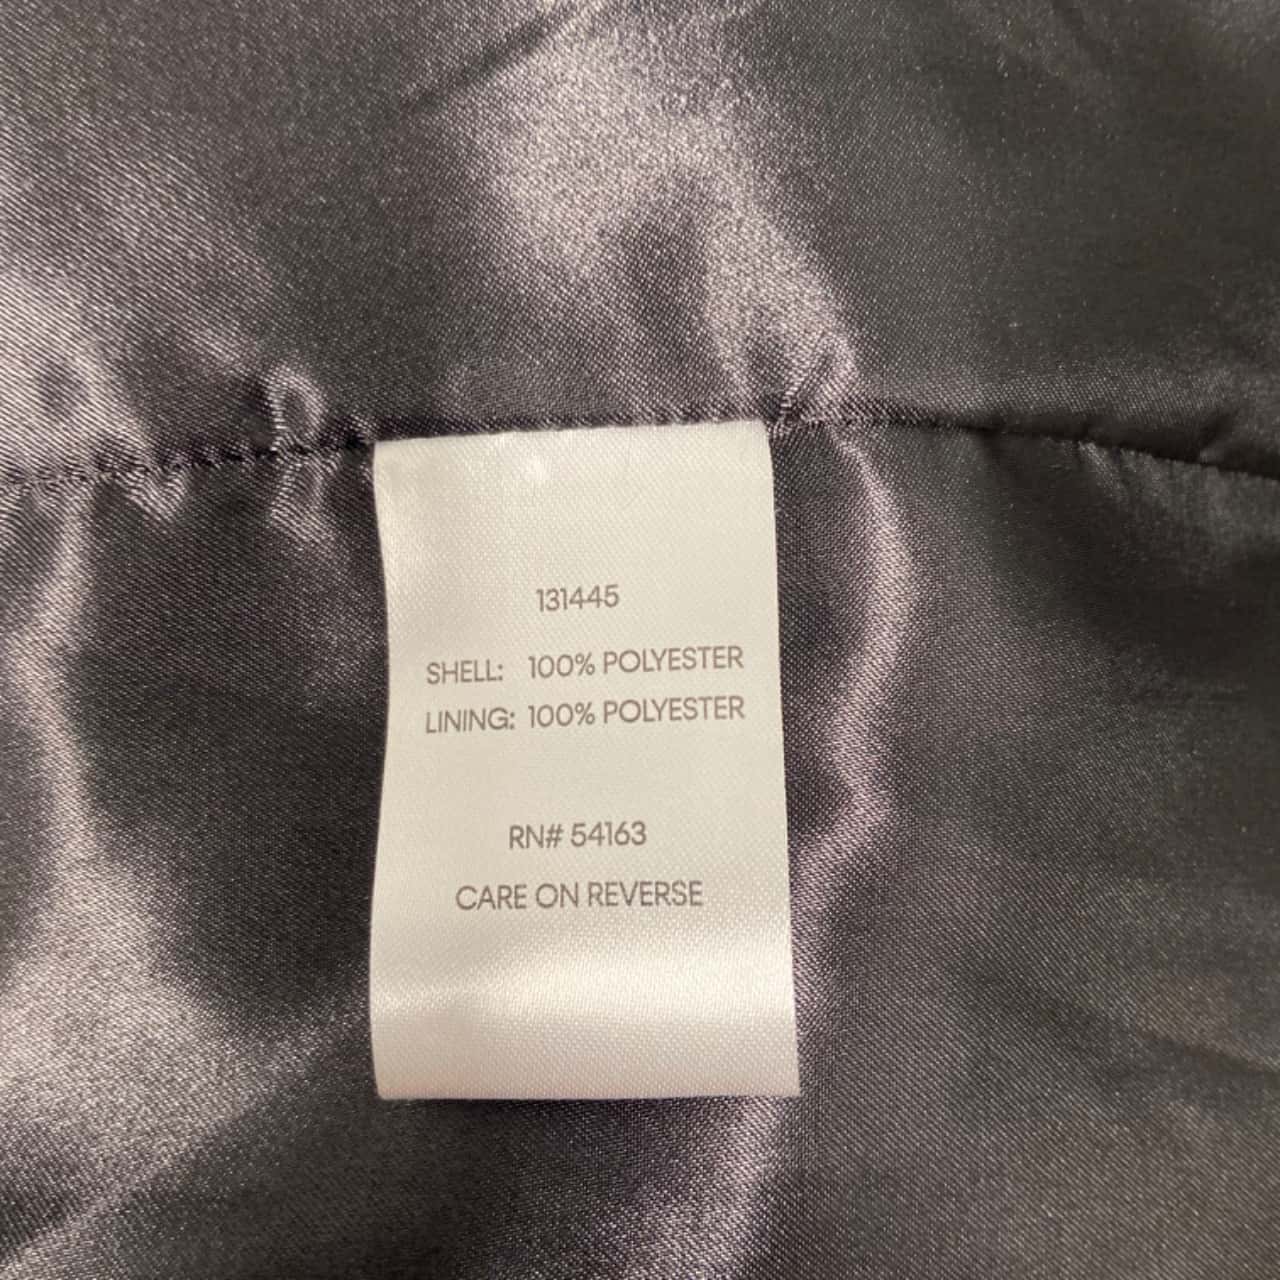 131445
SHELL: 100% POLYESTER
LINING: 100% POLYESTER
RN# 54163
CARE ON REVERSE